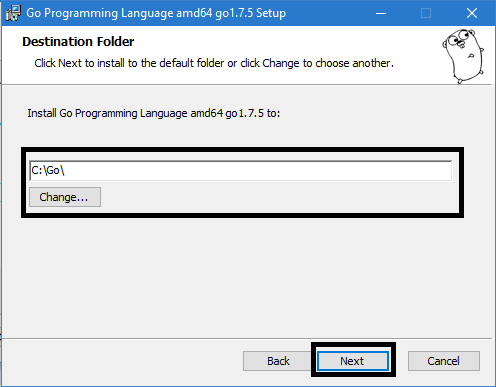 Go Programming Language amd64 go1.7.5 Setup
Destination Folder
Click Next to install to the default folder or click Change to choose another.
Install Go Programming Language amd64 go1.7.5 to:
C:\Go\
Change...
Back
Next
Cancel